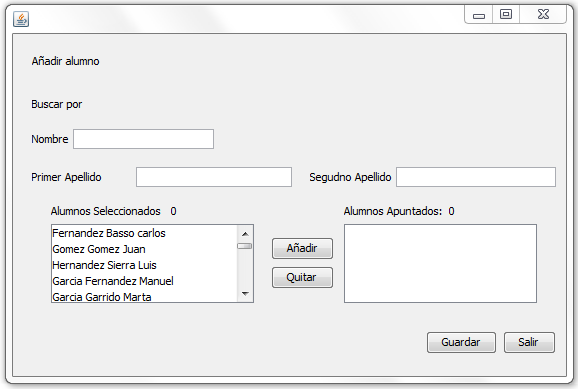 Añadir alumno
Buscar por
Nombre
Primer Apellido Segudno Apellido
Alumnos Seleccionados 0 Alumnos Apuntados: 0
Fernandez Basso carlos
Gomez Gomez Juan
Hernandez Sierra Luis
Garcia Fernandez Manuel
Garcia Garrido Marta
Añadir
Quitar
Guardar Salir